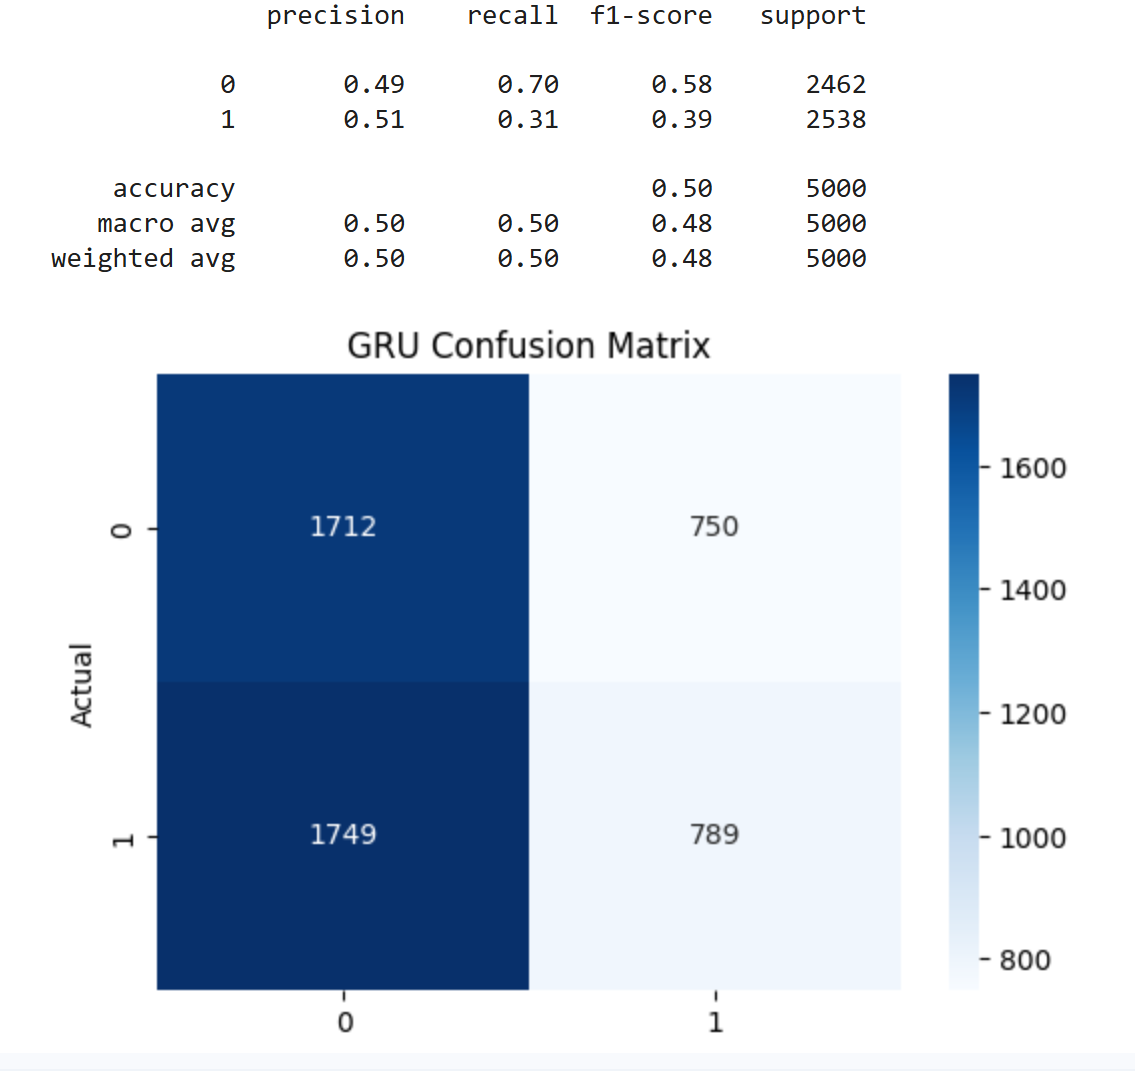 precision recall f1-score support
0 0.49 0.70 0.58 2462
1 0.51 0.31 0.39 2538
accuracy 0.50 5000
macro avg 0.50 0.50 0.48 5000
weighted avg 0.50 0.50 0.48 5000
GRU Confusion Matrix
1712 750
1749 789
0
1
Actual
0 1
1600
1400
1200
1000
800